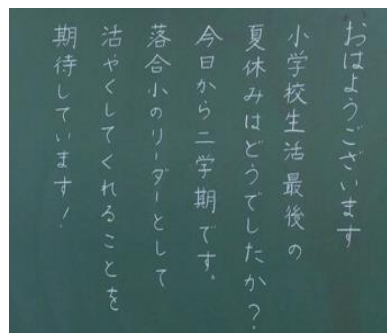 おはようございます
小学校生活最後の
夏休みはどうでしたか？
今日から二学期です。
落合小のリーダーとして
活やくしてくれることを
期待しています！